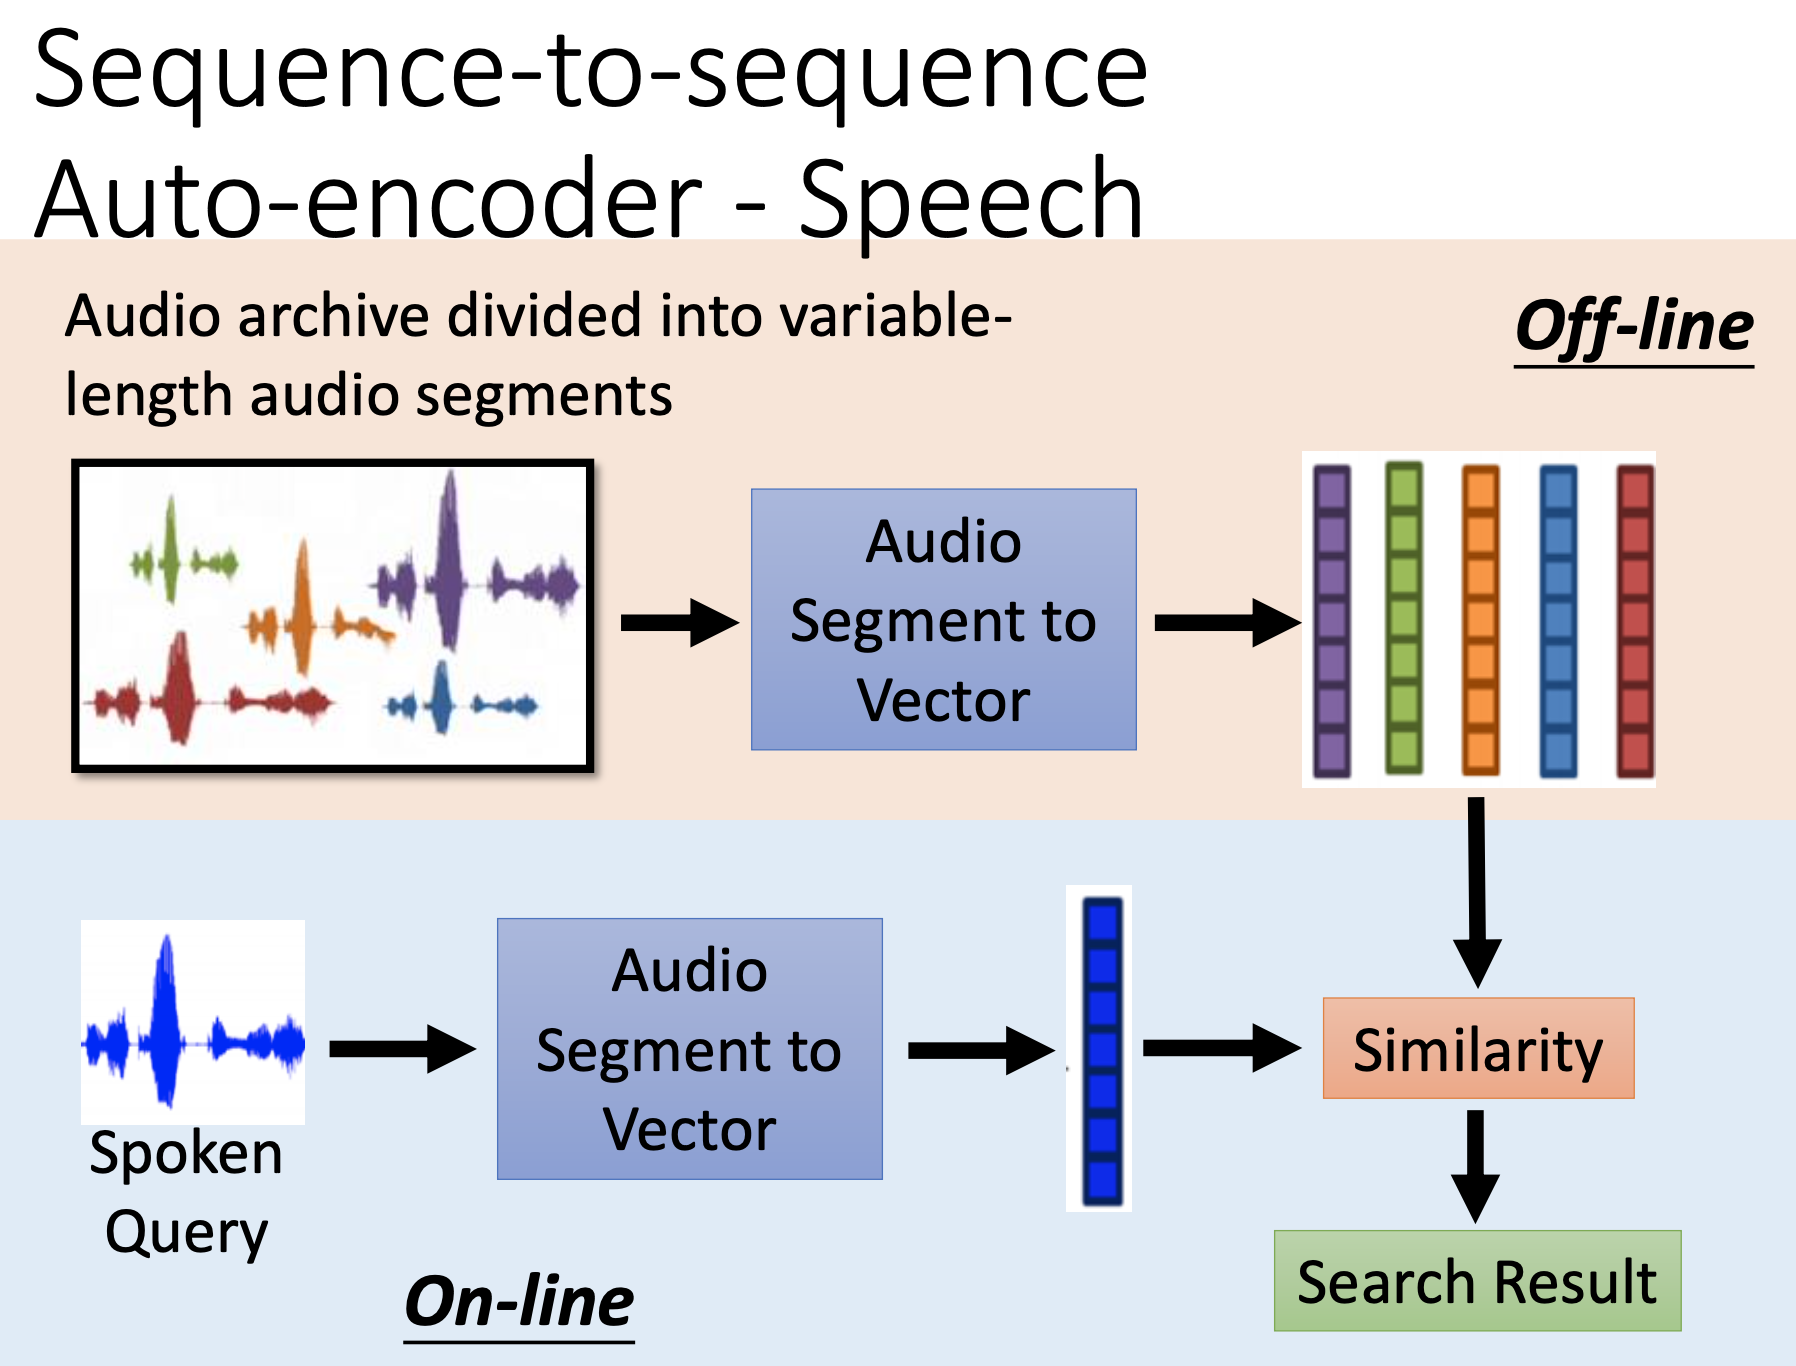 Sequence-to-sequence
Auto-encoder - Speech
Audio archive divided into variable-
length audio segments
Off-line
Audio
Segment to
Vector
Audio
Segment to
Vector
Spoken
Query
Similarity
Search Result
On-line